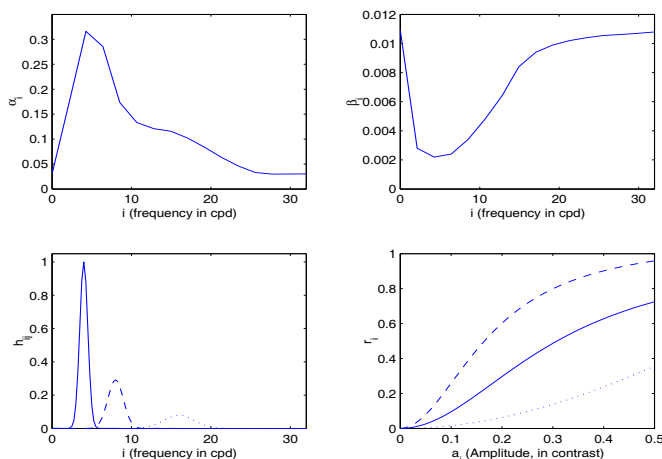 0.3
0.25
0.2
0.15
0.1
0.05
0
α_i
0 10 20 30
i (frequency in cpd)
0.012
0.010
0.008
0.006
0.004
0.002
0
β_i
0 10 20 30
i (frequency in cpd)
1
0.8
0.6
0.4
0.2
0
h_ij
0 10 20 30
i (frequency in cpd)
1
0.8
0.6
0.4
0.2
0
r_i
0 0.1 0.2 0.3 0.4 0.5
a_i (Amplitude, in contrast)